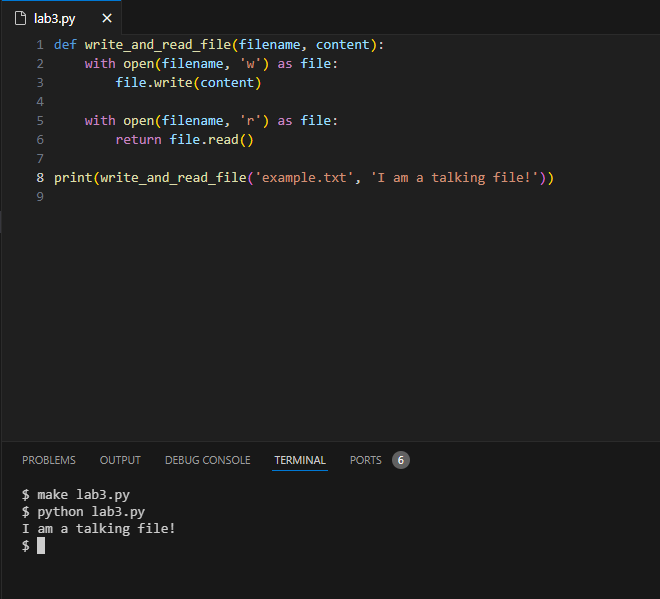 lab3.py
1 def write_and_read_file(filename, content):
2     with open(filename, 'w') as file:
3         file.write(content)
4
5     with open(filename, 'r') as file:
6         return file.read()
7
8 print(write_and_read_file('example.txt', 'I am a talking file!'))
9
PROBLEMS OUTPUT DEBUG CONSOLE TERMINAL PORTS 6
$ make lab3.py
$ python lab3.py
I am a talking file!
$